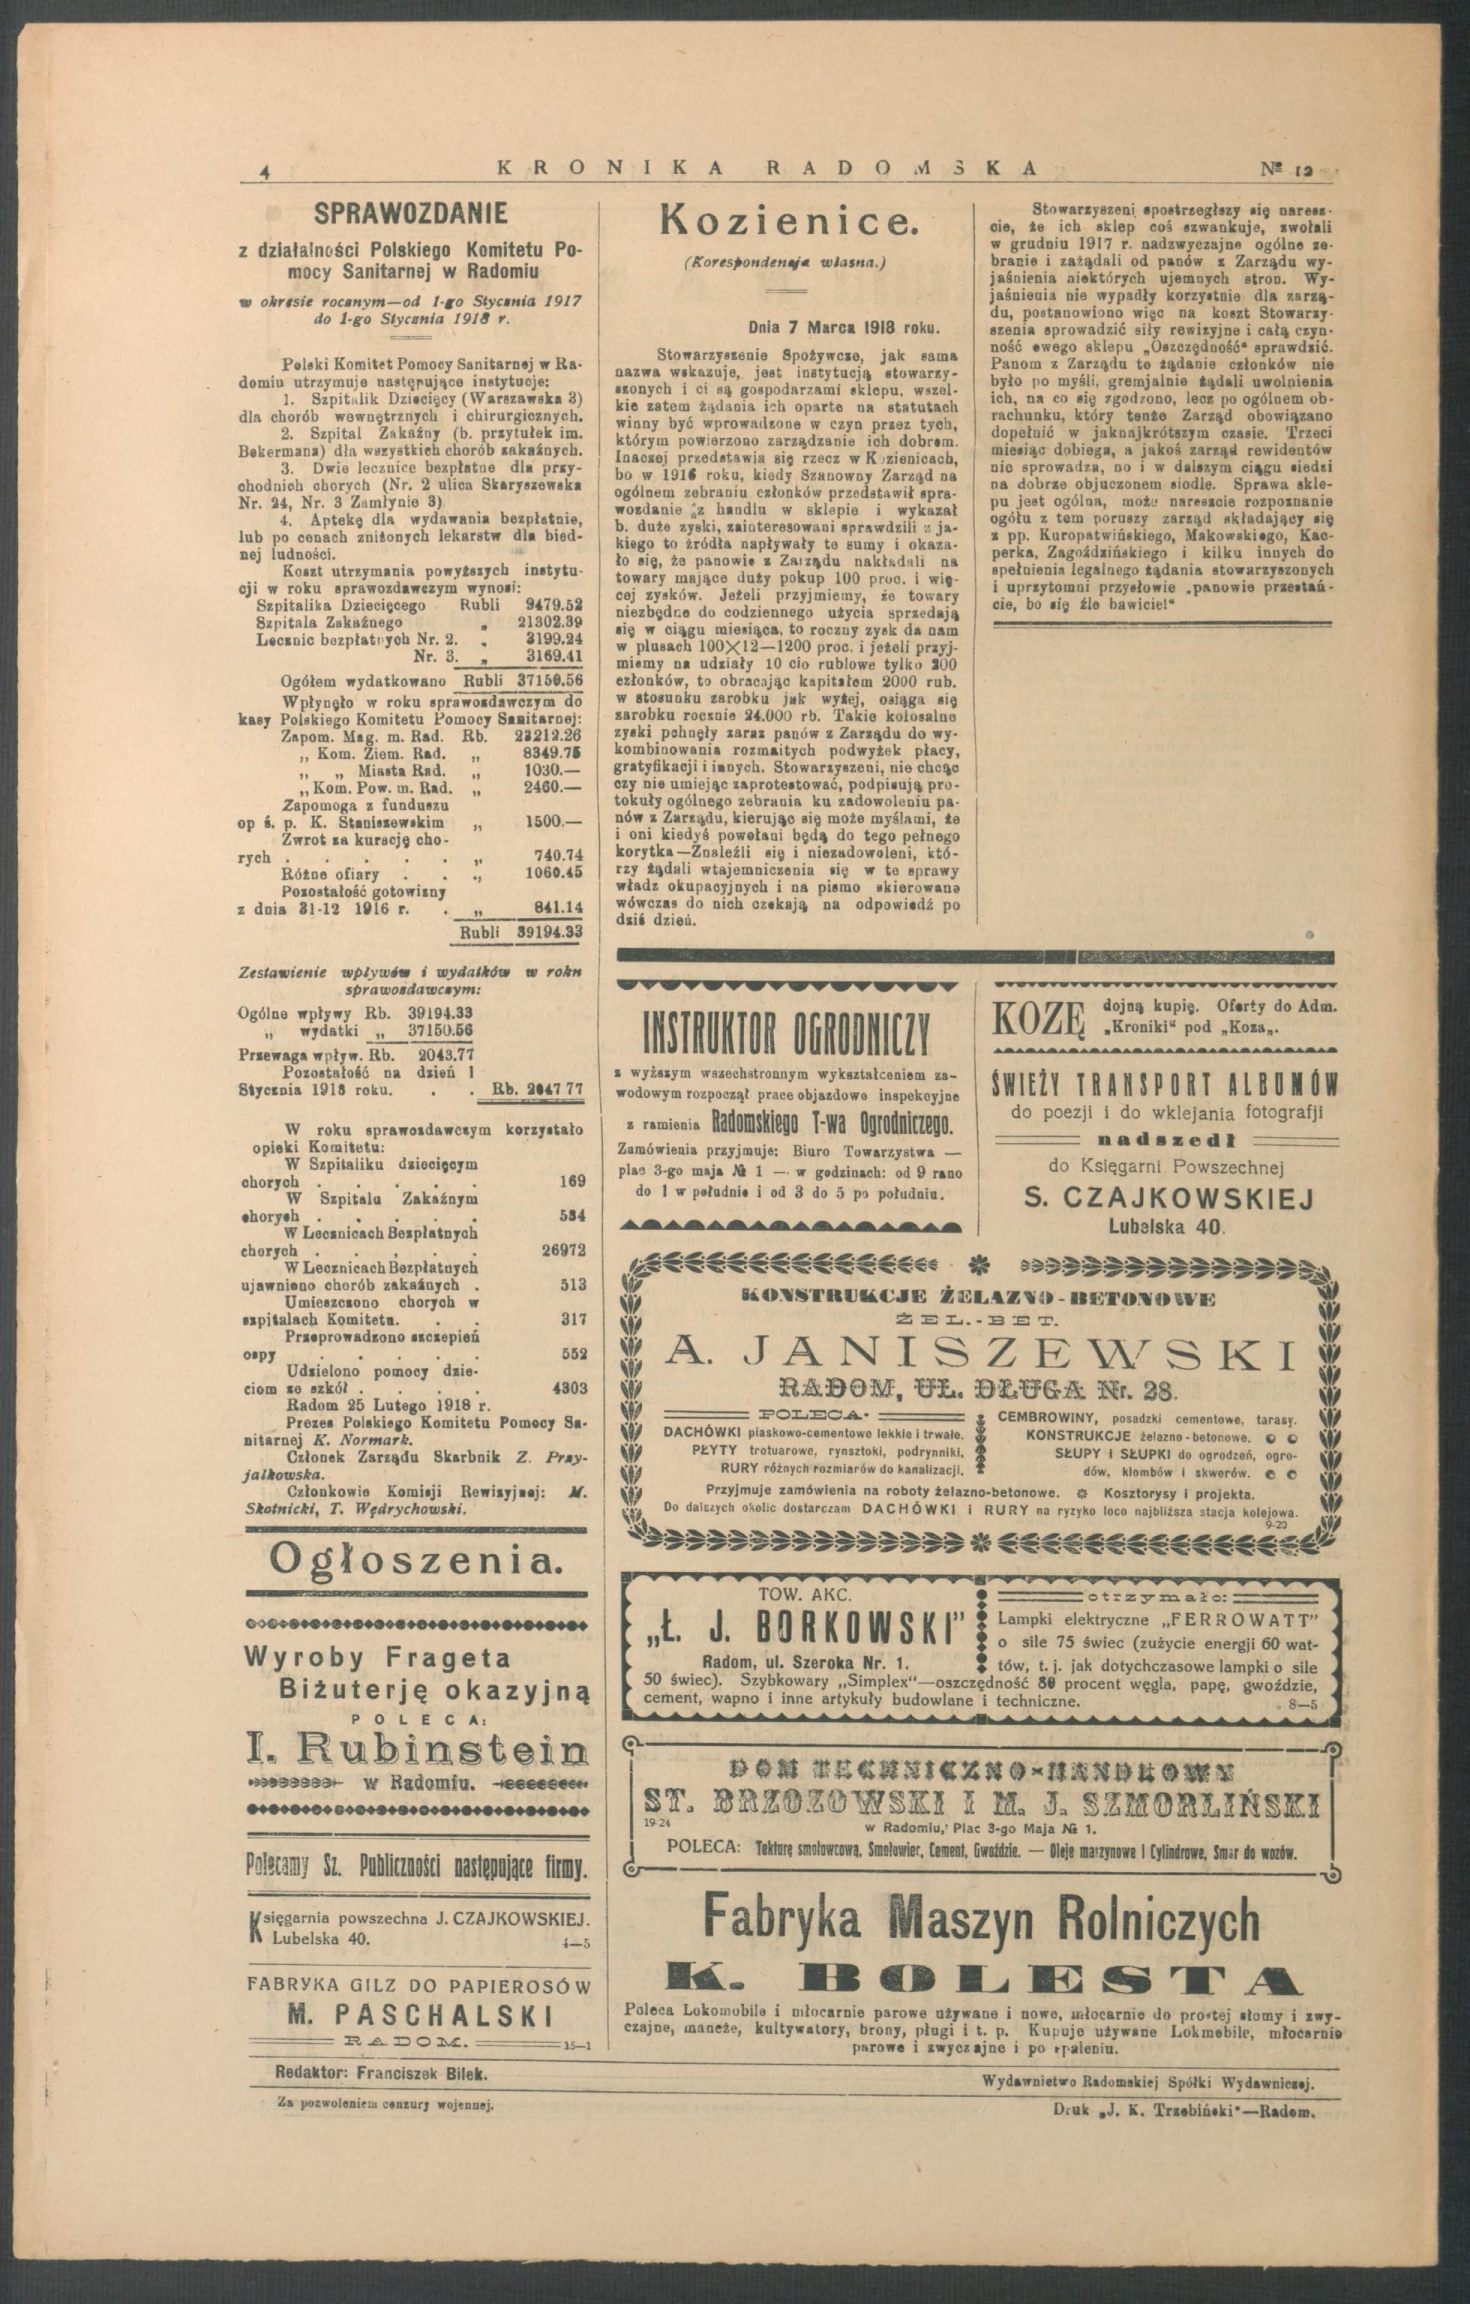 4
KRONIKA RADOMSKA
№ 12
SPRAWOZDANIE
z działalności Polskiego Komitetu Po-
mocy Sanitarnej w Radomiu
w okresie rocznym—od 1-go Stycznia 1917
do 1-go Stycznia 1918 r.
Polski Komitet Pomocy Sanitarnej w Ra-
domiu utrzymuje następujące instytucje:
1. Szpitalik Dziecięcy (Warszawska 3)
dla chorób wewnętrznych i chirurgicznych.
2. Szpital Zakaźny (b. przytułek im.
Bekermana) dla wszystkich chorób zakaźnych.
3. Dwie lecznice bezpłatne dla przy-
chodnich chorych (Nr. 2 ulica Skaryszewska
Nr. 24, Nr. 3 Zamłynie 3)
4. Aptekę dla wydawania bezpłatnie,
lub po cenach zniżonych lekarstw dla bied-
nej ludności.
Koszt utrzymania powyższych instytu-
cji w roku sprawozdawczym wynosi:
Szpitalika Dziecięcego Rubli 9479.52
Szpitala Zakaźnego „ 21302.39
Lecznic bezpłatnych Nr. 2. „ 3199.24
Nr. 3. „ 3169.41
Ogółem wydatkowano Rubli 37150.56
Wpłynęło w roku sprawozdawczym do
kasy Polskiego Komitetu Pomocy Sanitarnej:
Zapom. Mag. m. Rad. Rb. 23212.26
„ Kom. Ziem. Rad. „ 8349.75
„ „ Miasta Rad. „ 1030.—
„ Kom. Pow. m. Rad. „ 2460.—
Zapomoga z funduszu
op ś. p. K. Staniszewskim „ 1500.—
Zwrot za kurację cho-
rych . . . . . „ 740.74
Różne ofiary . . „ 1060.45
Pozostałość gotowizny
z dnia 31-12 1916 r. . „ 841.14
Rubli 39194.33
Zestawienie wpływów i wydatków w roku
sprawozdawczym:
Ogólne wpływy Rb. 39194.33
„ wydatki „ 37150.56
Przewaga wpływ. Rb. 2043.77
Pozostałość na dzień 1
Stycznia 1918 roku. . . Rb. 2047 77
W roku sprawozdawczym korzystało
opieki Komitetu:
W Szpitaliku dziecięcym
chorych . . . . . 169
W Szpitalu Zakaźnym
chorych . . . . . 534
W Lecznicach Bezpłatnych
chorych . . . . . 26972
W Lecznicach Bezpłatnych
ujawniono chorób zakaźnych . 513
Umieszczono chorych w
szpitalach Komitetu. . . 317
Przeprowadzono szczepień
ospy . . . . . 552
Udzielono pomocy dzie-
ciom ze szkół . . . . 4303
Radom 25 Lutego 1918 r.
Prezes Polskiego Komitetu Pomocy Sa-
nitarnej K. Normark.
Członek Zarządu Skarbnik Z. Przy-
jałkowska.
Członkowie Komisji Rewizyjnej: M.
Skotnicki, T. Wędrychowski.
Ogłoszenia.
Wyroby Frageta
Biżuterję okazyjną
POLECA:
I. Rubinstein
w Radomiu.
Polecamy Sz. Publiczności następujące firmy.
Księgarnia powszechna J. CZAJKOWSKIEJ.
Lubelska 40. 4—5
FABRYKA GILZ DO PAPIEROSÓW
M. PASCHALSKI
RADOM. 15—1
Kozienice.
(Korespondencja własna.)
Dnia 7 Marca 1918 roku.
Stowarzyszenie Spożywcze, jak sama
nazwa wskazuje, jest instytucją stowarzy-
szonych i ci są gospodarzami sklepu, wszel-
kie zatem żądania ich oparte na statutach
winny być wprowadzone w czyn przez tych,
którym powierzono zarządzanie ich dobrem.
Inaczej przedstawia się rzecz w Kozienicach,
bo w 1916 roku, kiedy Szanowny Zarząd na
ogólnem zebraniu członków przedstawił spra-
wozdanie z handlu w sklepie i wykazał
b. duże zyski, zainteresowani sprawdzili z ja-
kiego to źródła napływały te sumy i okaza-
ło się, że panowie z Zarządu nakładali na
towary mające duży pokup 100 proc. i wię-
cej zysków. Jeżeli przyjmiemy, że towary
niezbędne do codziennego użycia sprzedają
się w ciągu miesiąca, to roczny zysk da nam
w plusach 100×12—1200 proc. i jeżeli przyj-
miemy na udziały 10 cio rublowe tylko 200
członków, to obracając kapitałem 2000 rub.
w stosunku zarobku jak wyżej, osiąga się
zarobku rocznie 24.000 rb. Takie kolosalne
zyski pchnęły zaraz panów z Zarządu do wy-
kombinowania rozmaitych podwyżek płacy,
gratyfikacji i innych. Stowarzyszeni, nie chcąc
czy nie umiejąc zaprotestować, podpisują pro-
tokuły ogólnego zebrania ku zadowoleniu pa-
nów z Zarządu, kierując się może myślami, że
i oni kiedyś powołani będą do tego pełnego
korytka—Znaleźli się i niezadowoleni, któ-
rzy żądali wtajemniczenia się w te sprawy
władz okupacyjnych i na pismo skierowane
wówczas do nich czekają na odpowiedź po
dziś dzień.
Stowarzyszeni spostrzegłszy się naresz-
cie, że ich sklep coś szwankuje, zwołali
w grudniu 1917 r. nadzwyczajne ogólne ze-
branie i zażądali od panów z Zarządu wy-
jaśnienia niektórych ujemnych stron. Wy-
jaśnienia nie wypadły korzystnie dla zarzą-
du, postanowiono więc na koszt Stowarzy-
szenia sprowadzić siły rewizyjne i całą czyn-
ność owego sklepu „Oszczędność“ sprawdzić.
Panom z Zarządu to żądanie członków nie
było po myśli, gremjalnie żądali uwolnienia
ich, na co się zgodzono, lecz po ogólnem ob-
rachunku, który tenże Zarząd obowiązano
dopełnić w jaknajkrótszym czasie. Trzeci
miesiąc dobiega, a jakoś zarząd rewidentów
nie sprowadza, no i w dalszym ciągu siedzi
na dobrze objuczonem siodle. Sprawa skle-
pu jest ogólna, może nareszcie rozpoznanie
ogółu z tem poruszy zarząd składający się
z pp. Kuropatwińskiego, Makowskiego, Kac-
perka, Zagoździńskiego i kilku innych do
spełnienia legalnego żądania stowarzyszonych
i uprzytomni przysłowie „panowie przestań-
cie, bo się źle bawicie!“
INSTRUKTOR OGRODNICZY
z wyższym wszechstronnym wykształceniem za-
wodowym rozpoczął prace objazdowo inspekcyjne
z ramienia Radomskiego T-wa Ogrodniczego.
Zamówienia przyjmuje: Biuro Towarzystwa —
plac 3-go maja № 1 — w godzinach: od 9 rano
do 1 w południe i od 3 do 5 po południu.
KOZĘ dojną kupię. Oferty do Adm.
„Kroniki“ pod „Koza„.
ŚWIEŻY TRANSPORT ALBUMÓW
do poezji i do wklejania fotografji
nadszedł
do Księgarni Powszechnej
S. CZAJKOWSKIEJ
Lubelska 40.
KONSTRUKCJE ŻELAZNO-BETONOWE
ŻEL.-BET.
A. JANISZEWSKI
RADOM, UL. DŁUGA Nr. 28.
POLECA:
DACHÓWKI piaskowo-cementowe lekkie i trwałe.
PŁYTY trotuarowe, rynsztoki, podrynniki.
RURY różnych rozmiarów do kanalizacji.
CEMBROWINY, posadzki cementowe, tarasy.
KONSTRUKCJE żelazno-betonowe.
SŁUPY I SŁUPKI do ogrodzeń, ogro-
dów, klombów i skwerów.
Przyjmuje zamówienia na roboty żelazno-betonowe. Kosztorysy i projekta.
Do dalszych okolic dostarczam DACHÓWKI i RURY na ryzyko loco najbliższa stacja kolejowa.
9-20
TOW. AKC.
„Ł. J. BORKOWSKI”
Radom, ul. Szeroka Nr. 1.
otrzymało:
Lampki elektryczne „FERROWATT”
o sile 75 świec (zużycie energji 60 wat-
tów, t. j. jak dotychczasowe lampki o sile
50 świec). Szybkowary „Simplex“—oszczędność 80 procent węgla, papę, gwoździe,
cement, wapno i inne artykuły budowlane i techniczne. 8—5
DOM TECHNICZNO-HANDLOWY
ST. BRZOZOWSKI I M. J. SZMORLIŃSKI
19-24
w Radomiu, Plac 3-go Maja № 1.
POLECA: Tekturę smołowcową, Smołowiec, Cement, Gwoździe. — Oleje maszynowe i Cylindrowe, Smar do wozów.
Fabryka Maszyn Rolniczych
K. BOLESTA
Poleca Lokomobile i młocarnie parowe używane i nowe, młocarnie do prostej słomy i zwy-
czajne, maneże, kultywatory, brony, pługi i t. p. Kupuje używane Lokmobile, młocarnie
parowe i zwyczajne i po spaleniu.
Redaktor: Franciszek Bilek.
Wydawnictwo Radomskiej Spółki Wydawniczej.
Za pozwoleniem cenzury wojennej.
Druk „J. K. Trzebiński“—Radom.